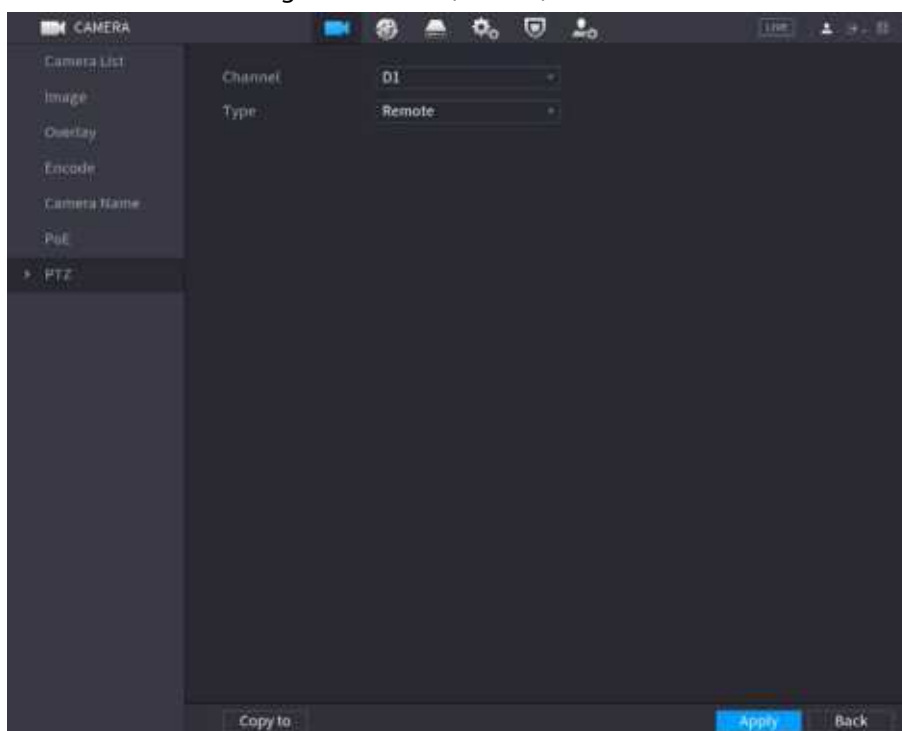 CAMERA
LIVE
Camera List
Image
Overlay
Encode
Camera Name
PoE
PTZ
Channel
D1
Type
Remote
Copy to
Apply
Back